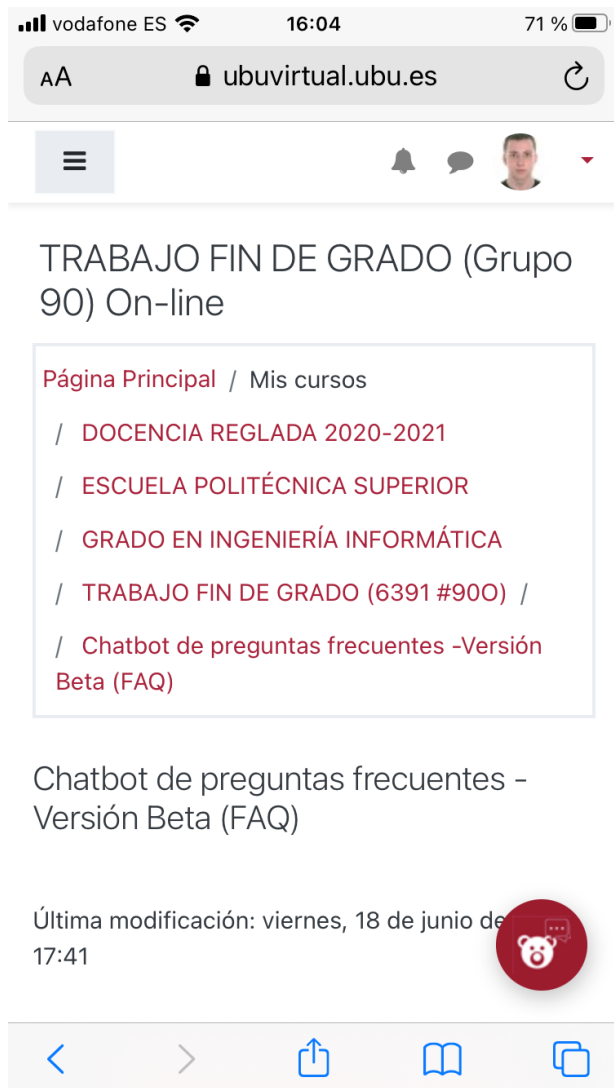 vodafone ES 16:04 71 %
AA ubuvirtual.ubu.es
TRABAJO FIN DE GRADO (Grupo
90) On-line
Página Principal / Mis cursos
/ DOCENCIA REGLADA 2020-2021
/ ESCUELA POLITÉCNICA SUPERIOR
/ GRADO EN INGENIERÍA INFORMÁTICA
/ TRABAJO FIN DE GRADO (6391 #90O) /
/ Chatbot de preguntas frecuentes -Versión
Beta (FAQ)
Chatbot de preguntas frecuentes -
Versión Beta (FAQ)
Última modificación: viernes, 18 de junio de
17:41